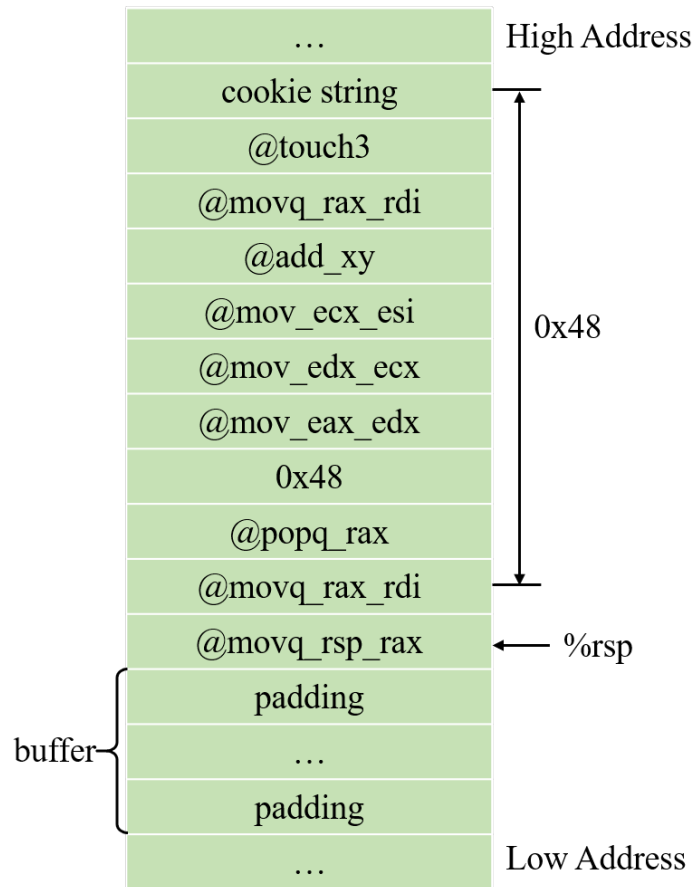 …
High Address
cookie string
@touch3
@movq_rax_rdi
@add_xy
@mov_ecx_esi
0x48
@mov_edx_ecx
@mov_eax_edx
0x48
@popq_rax
@movq_rax_rdi
@movq_rsp_rax
%rsp
padding
buffer
…
padding
…
Low Address